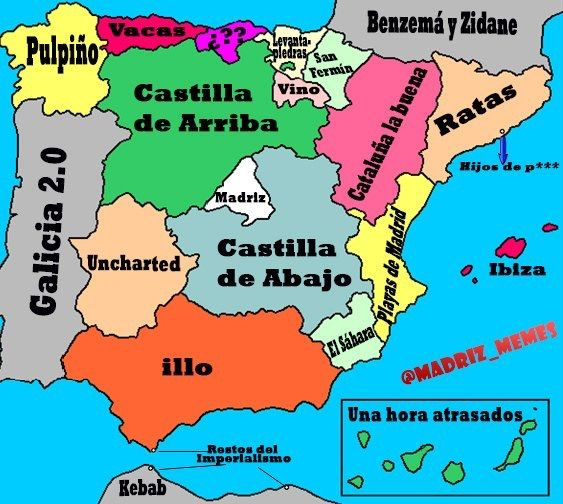 Benzemá y Zidane
Vacas
¿??
Levanta-
piedras
Pulpiño
San
Fermín
Vino
Castilla
de Arriba
Cataluña la buena
Ratas
Hijos de p***
Galicia 2.0
Madriz
Castilla
de Abajo
Uncharted
Playas de Madrid
Ibiza
El Sáhara
illo
@MADRIZ_MEMES
Una hora atrasados
Restos del
Imperialismo
Kebab